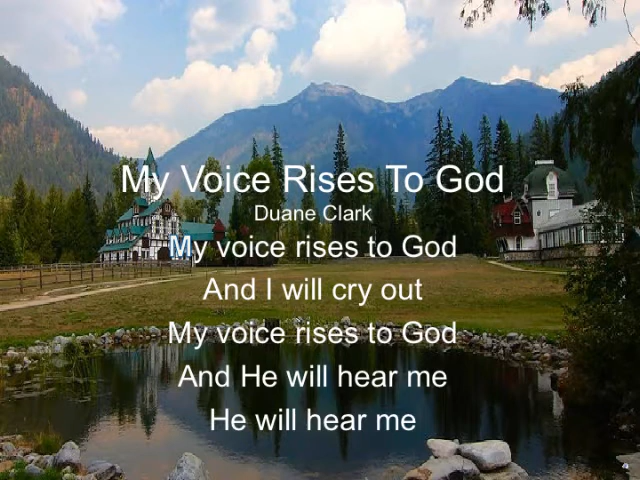 My Voice Rises To God
Duane Clark
My voice rises to God
And I will cry out
My voice rises to God
And He will hear me
He will hear me